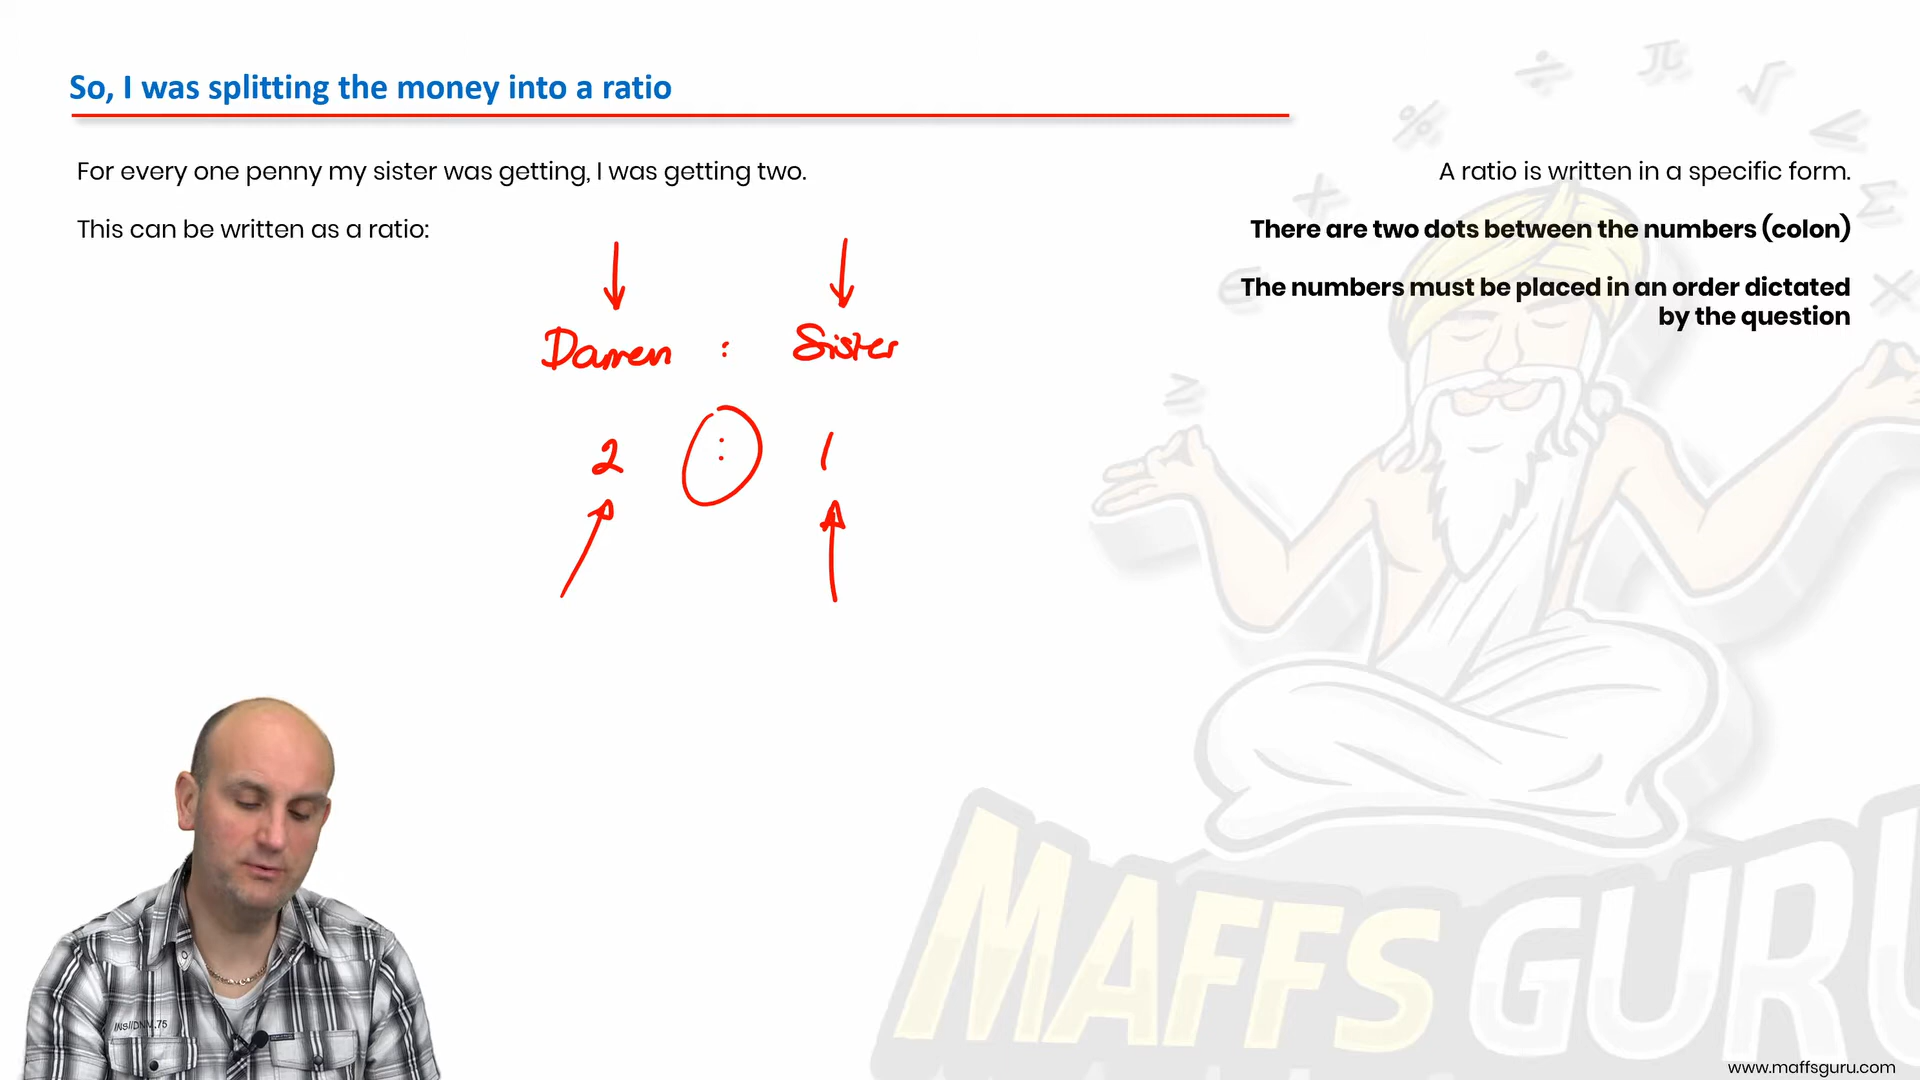 So, I was splitting the money into a ratio
For every one penny my sister was getting, I was getting two.
This can be written as a ratio:
Darren : Sister
2 : 1
A ratio is written in a specific form.
There are two dots between the numbers (colon)
The numbers must be placed in an order dictated
by the question
% ÷ π √ < + Σ ∈ × ≥
MAFFS GURU
www.maffsguru.com